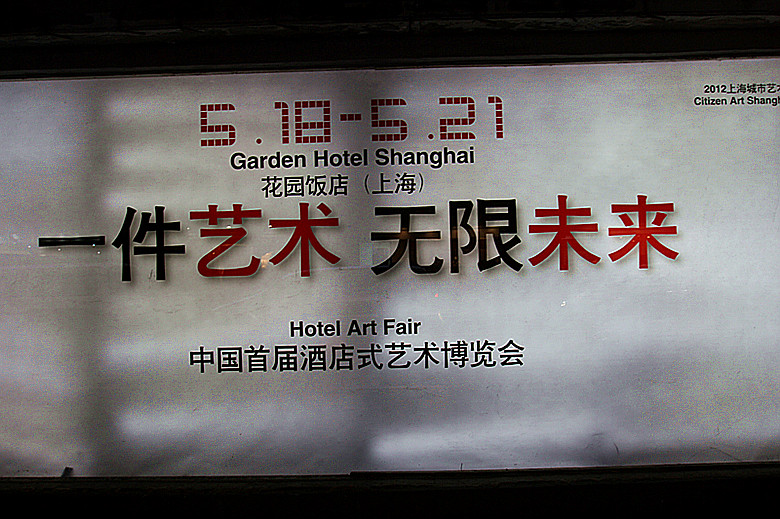 5.18-5.21
Garden Hotel Shanghai
花园饭店（上海）
一件艺术 无限未来
Hotel Art Fair
中国首届酒店式艺术博览会
2012上海城市艺术
Citizen Art Shangh